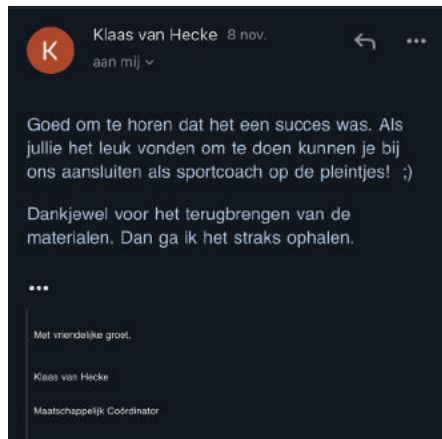 K
Klaas van Hecke 8 nov.
aan mij
Goed om te horen dat het een succes was. Als
jullie het leuk vonden om te doen kunnen je bij
ons aansluiten als sportcoach op de pleintjes! ;)
Dankjewel voor het terugbrengen van de
materialen. Dan ga ik het straks ophalen.
Met vriendelijke groet,
Klaas van Hecke
Maatschappelijk Coördinator